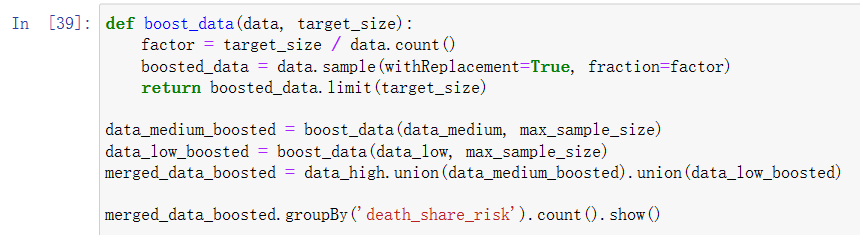 In [39]: def boost_data(data, target_size):
    factor = target_size / data.count()
    boosted_data = data.sample(withReplacement=True, fraction=factor)
    return boosted_data.limit(target_size)

data_medium_boosted = boost_data(data_medium, max_sample_size)
data_low_boosted = boost_data(data_low, max_sample_size)
merged_data_boosted = data_high.union(data_medium_boosted).union(data_low_boosted)

merged_data_boosted.groupBy('death_share_risk').count().show()